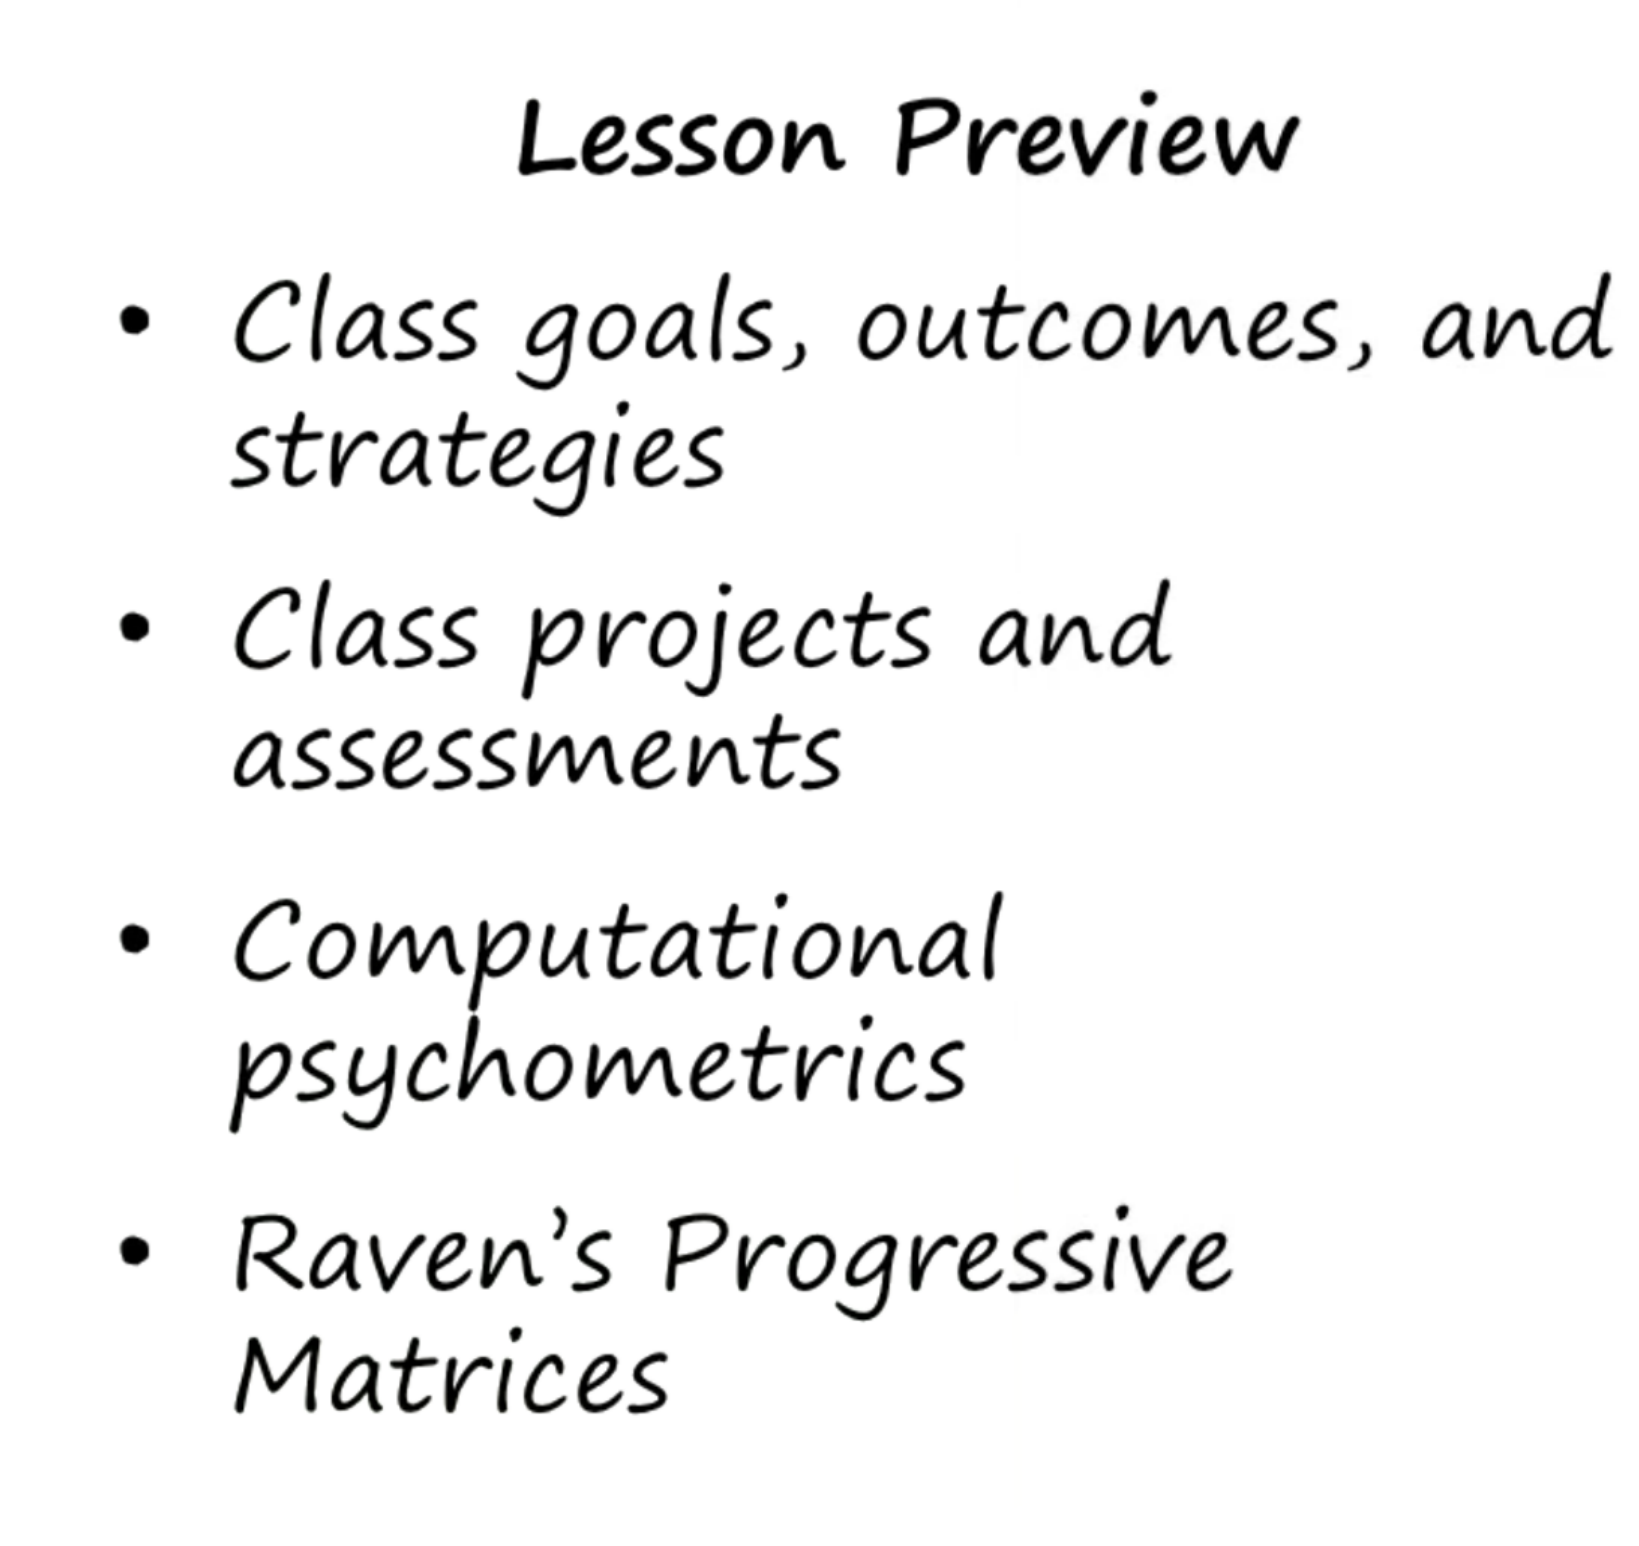 Lesson Preview
• Class goals, outcomes, and
strategies
• Class projects and
assessments
• Computational
psychometrics
• Raven’s Progressive
Matrices